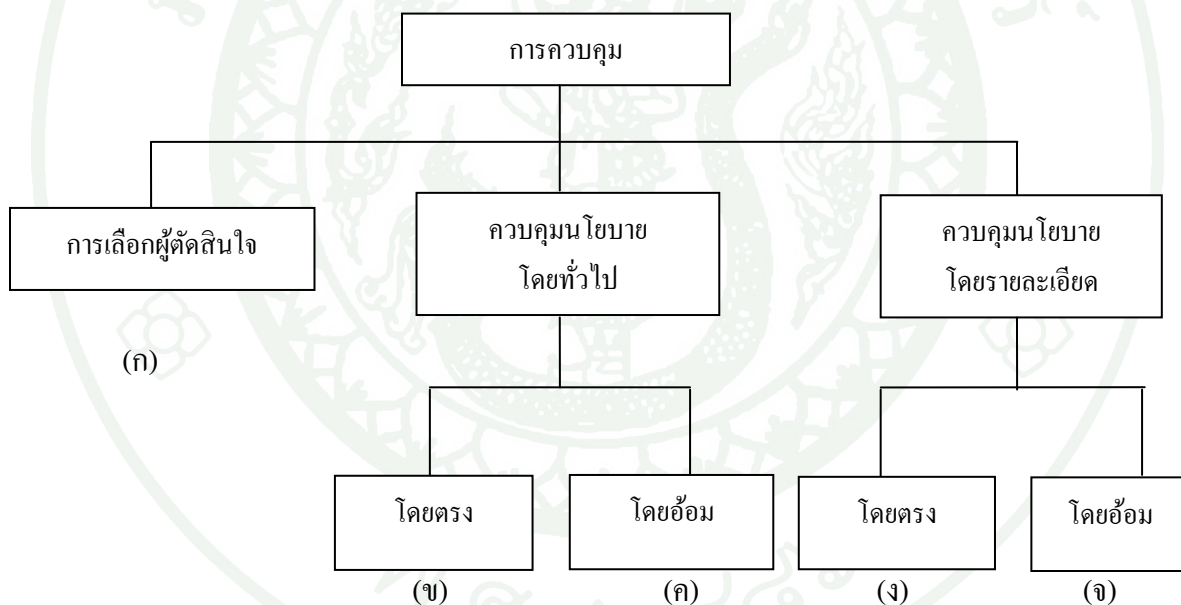 การควบคุม
การเลือกผู้ตัดสินใจ
ควบคุมนโยบาย
โดยทั่วไป
ควบคุมนโยบาย
โดยรายละเอียด
(ก)
โดยตรง
โดยอ้อม
โดยตรง
โดยอ้อม
(ข)
(ค)
(ง)
(จ)